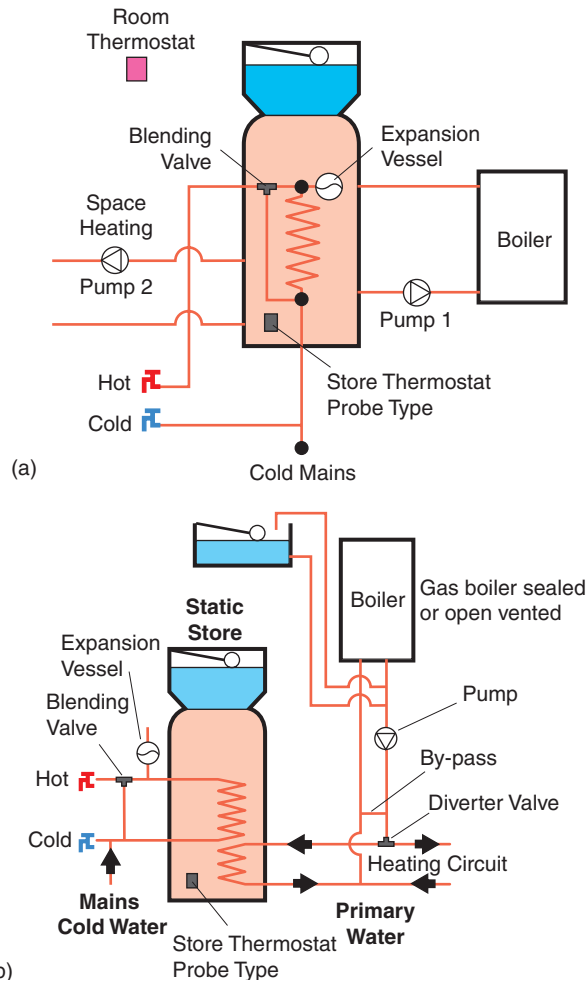 Room
Thermostat
Blending
Valve
Expansion
Vessel
Space
Heating
Boiler
Pump 2
Pump 1
Hot
Store Thermostat
Probe Type
Cold
(a)
Cold Mains
Boiler
Gas boiler sealed
or open vented
Static
Store
Expansion
Vessel
Blending
Valve
Pump
By-pass
Hot
Diverter Valve
Cold
Heating Circuit
Mains
Cold Water
Primary
Water
Store Thermostat
Probe Type
b)